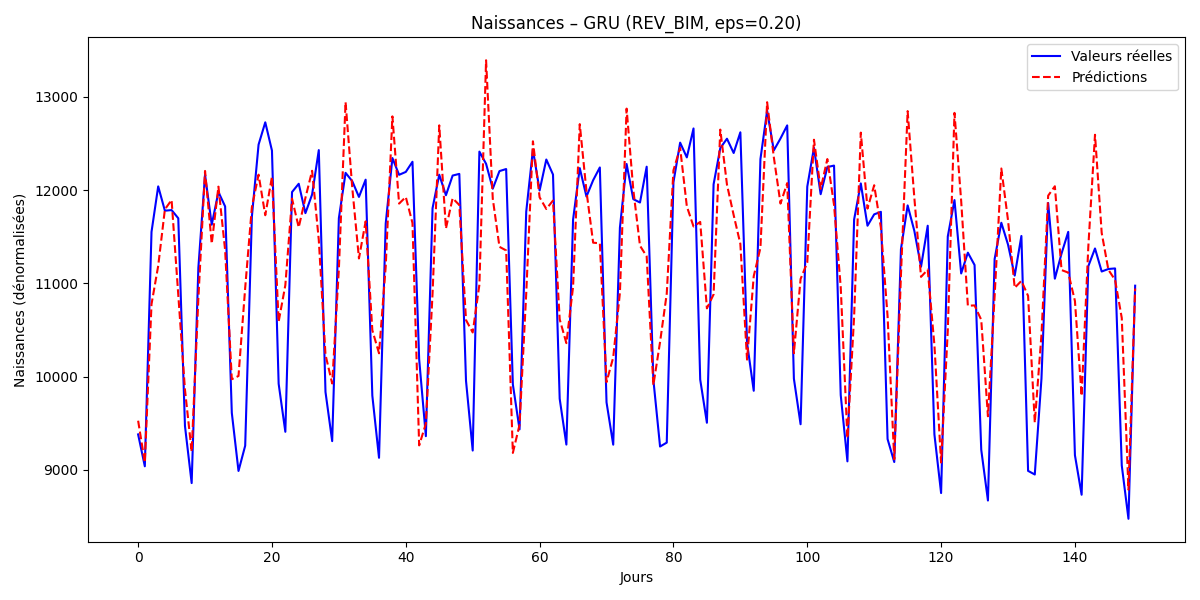 Naissances – GRU (REV_BIM, eps=0.20)
Valeurs réelles
Prédictions
Naissances (dénormalisées)
13000
12000
11000
10000
9000
0 20 40 60 80 100 120 140
Jours